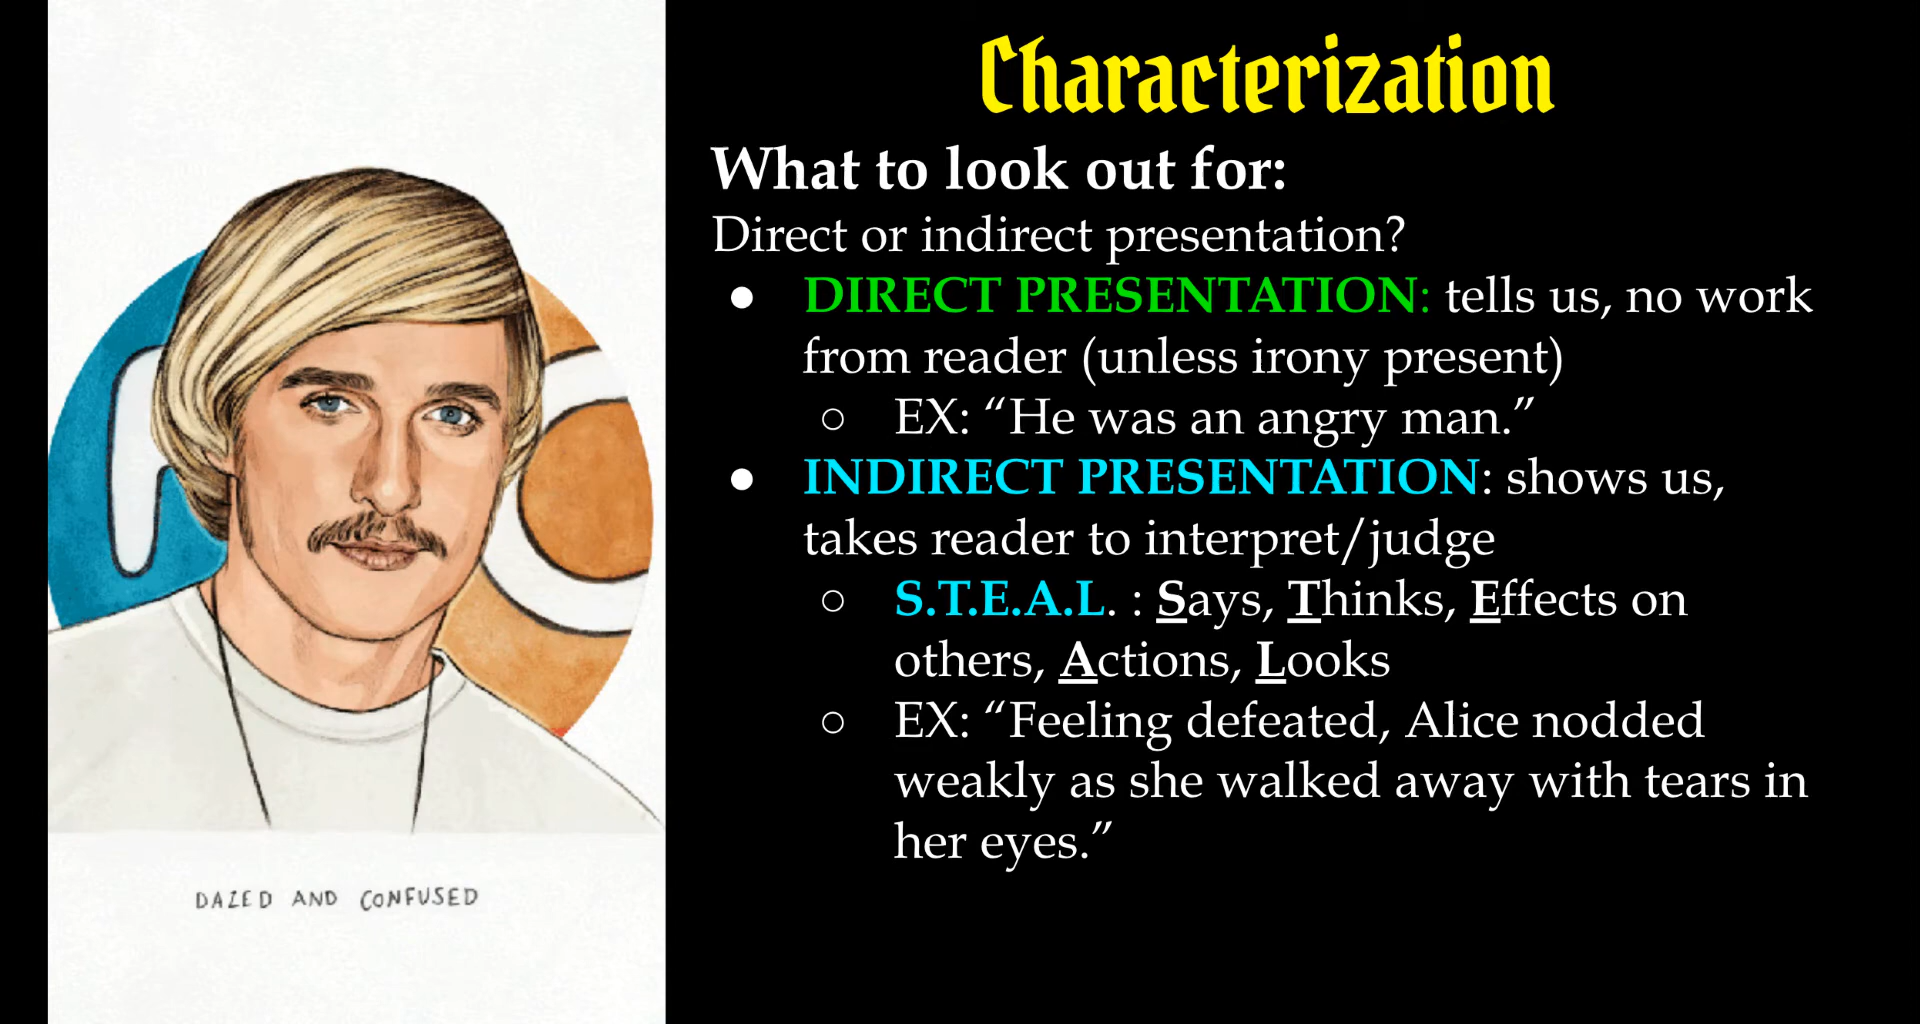 Characterization
What to look out for:
Direct or indirect presentation?
● DIRECT PRESENTATION: tells us, no work
from reader (unless irony present)
○ EX: “He was an angry man.”
● INDIRECT PRESENTATION: shows us,
takes reader to interpret/judge
○ S.T.E.A.L. : Says, Thinks, Effects on
others, Actions, Looks
○ EX: “Feeling defeated, Alice nodded
weakly as she walked away with tears in
her eyes.”
DAZED AND CONFUSED